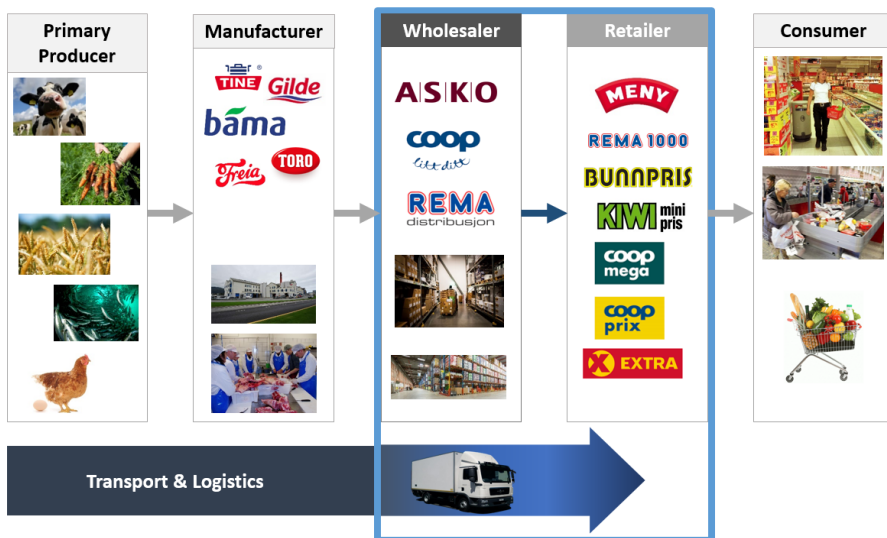 Primary
Producer
Manufacturer
Wholesaler
Retailer
Consumer
TINE
Gilde
bama
Freia
TORO
ASKO
coop
litt ditt
REMA
distribusjon
MENY
REMA 1000
BUNNPRIS
KIWI mini
pris
coop
mega
coop
prix
X EXTRA
Transport & Logistics